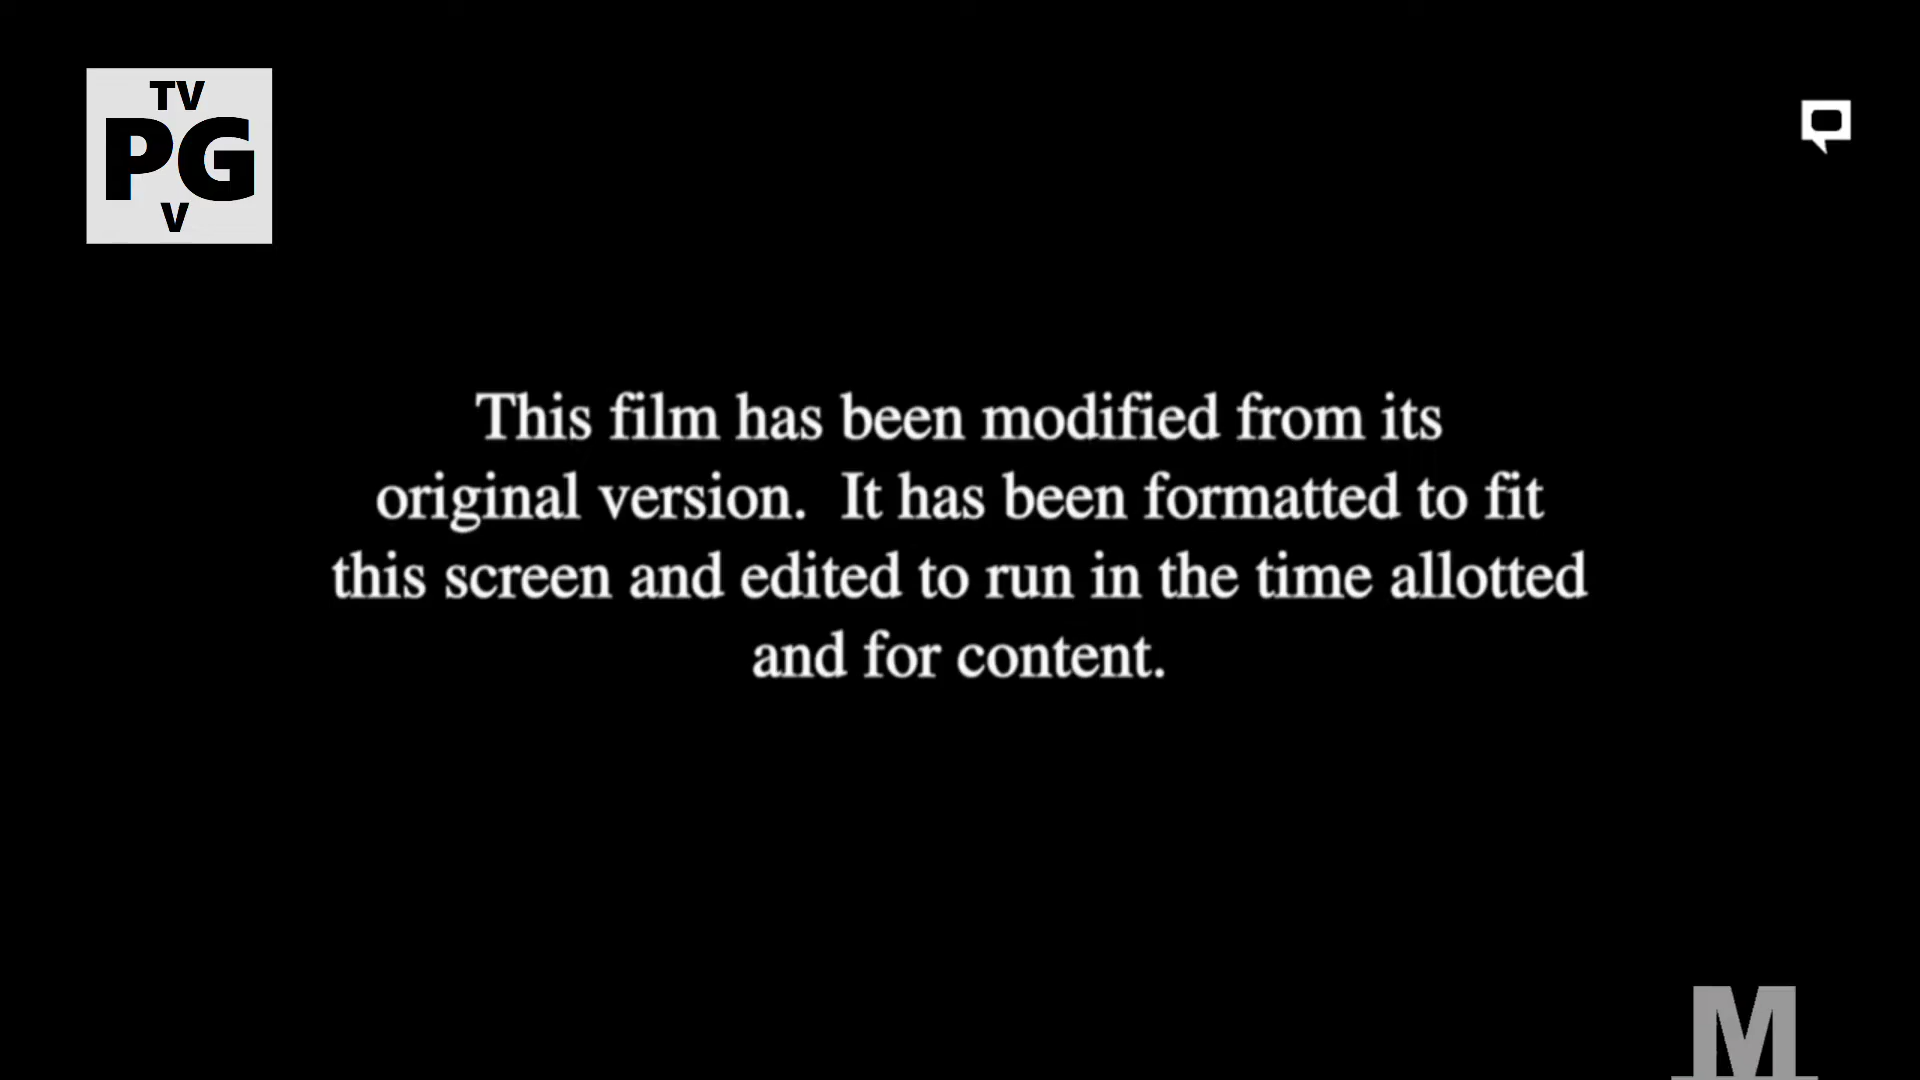 TV
PG
V
This film has been modified from its
original version.  It has been formatted to fit
this screen and edited to run in the time allotted
and for content.
M